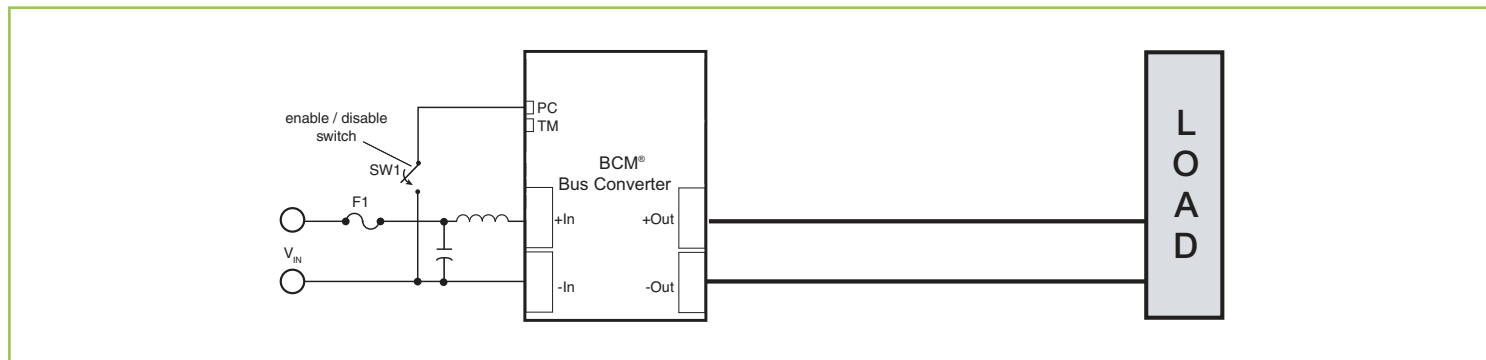 enable / disable
switch
SW1
F1
V_IN
PC
TM
BCM®
Bus Converter
+In
+Out
-In
-Out
L
O
A
D